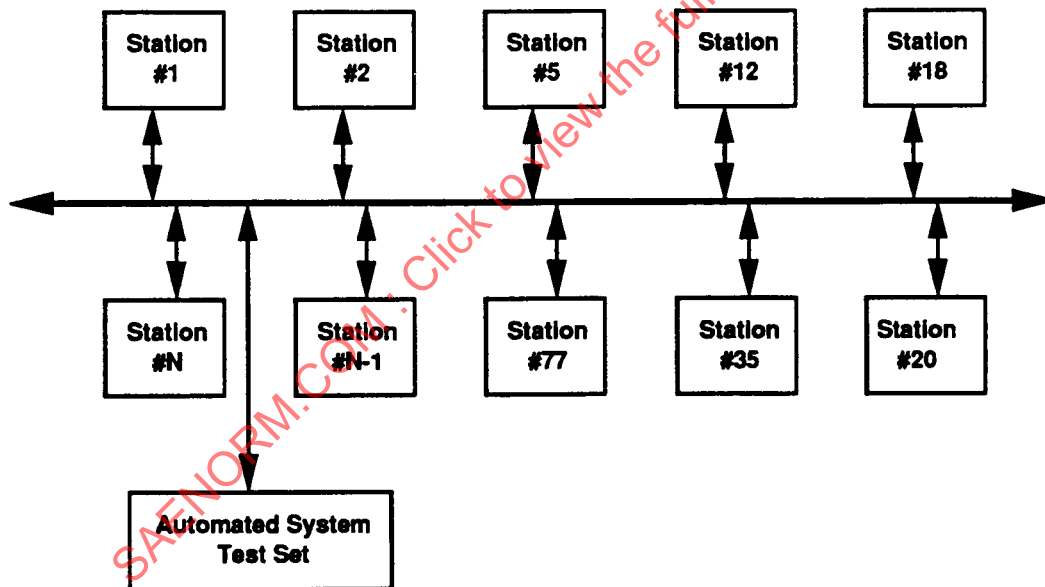 Station
#1
Station
#2
Station
#5
Station
#12
Station
#18
Station
#N
Station
#N-1
Station
#77
Station
#35
Station
#20
Automated System
Test Set
SAENORM.COM : Click to view the full